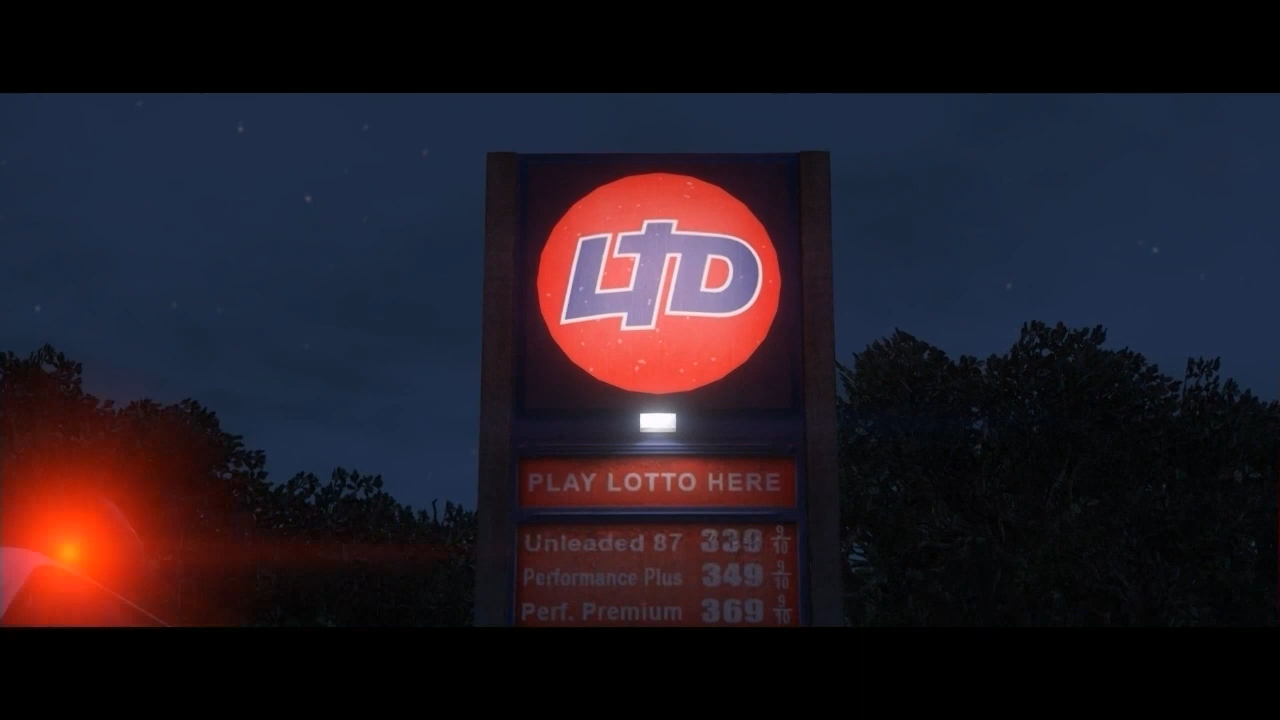 LTD
PLAY LOTTO HERE
Unleaded 87 339 9/10
Performance Plus 349 9/10
Perf. Premium 369 9/10